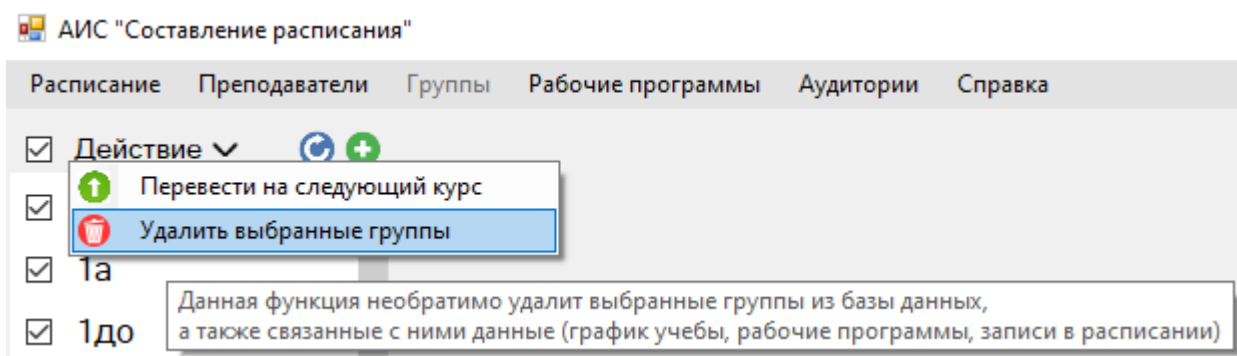 АИС "Составление расписания"
Расписание Преподаватели Группы Рабочие программы Аудитории Справка
Действие
Перевести на следующий курс
Удалить выбранные группы
1а
Данная функция необратимо удалит выбранные группы из базы данных,
а также связанные с ними данные (график учебы, рабочие программы, записи в расписании)
1до